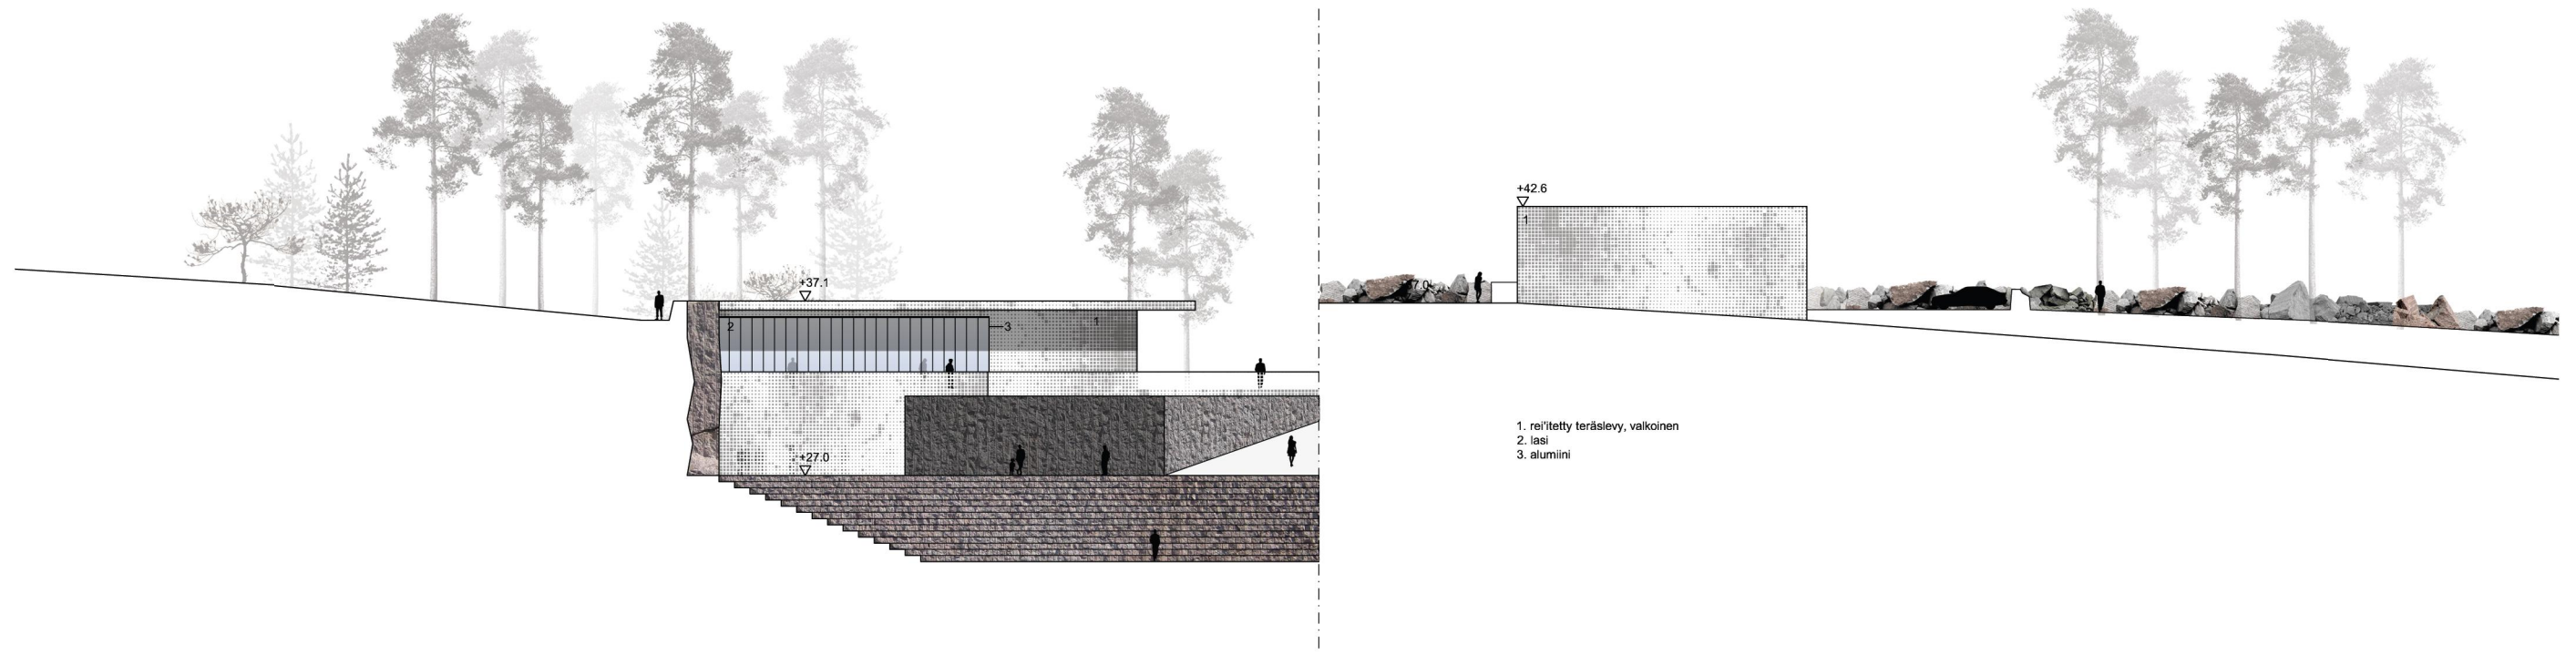 +37.1
2
3
1
+27.0
+42.6
1
1. rei'itetty teräslevy, valkoinen
2. lasi
3. alumiini